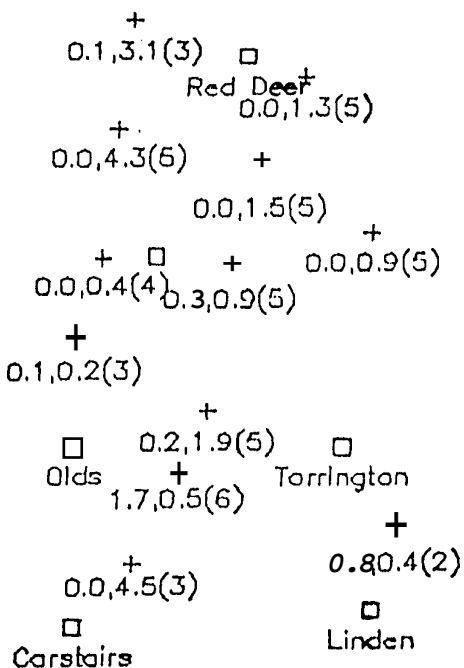 0.1,3.1(3)
Red Deer
0.0,1.3(5)
0.0,4.3(6)
0.0,1.5(5)
0.0,0.9(5)
0.0,0.4(4)
0.3,0.9(5)
0.1,0.2(3)
0.2,1.9(5)
Olds
Torrington
1.7,0.5(6)
0.8,0.4(2)
0.0,4.5(3)
Linden
Carstairs